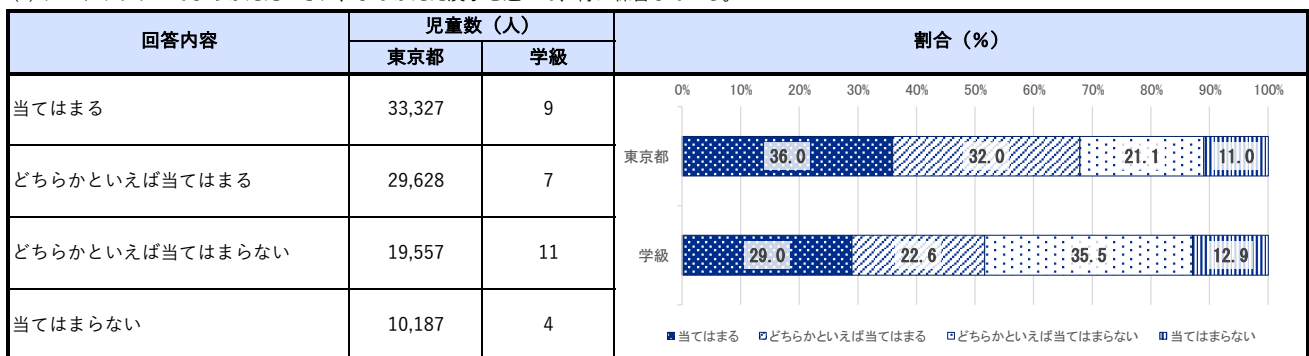 回答内容 児童数（人） 割合（%）
東京都 学級
当てはまる 33,327 9
どちらかといえば当てはまる 29,628 7
どちらかといえば当てはまらない 19,557 11
当てはまらない 10,187 4
0% 10% 20% 30% 40% 50% 60% 70% 80% 90% 100%
東京都 36.0 32.0 21.1 11.0
学級 29.0 22.6 35.5 12.9
当てはまる どちらかといえば当てはまる どちらかといえば当てはまらない 当てはまらない